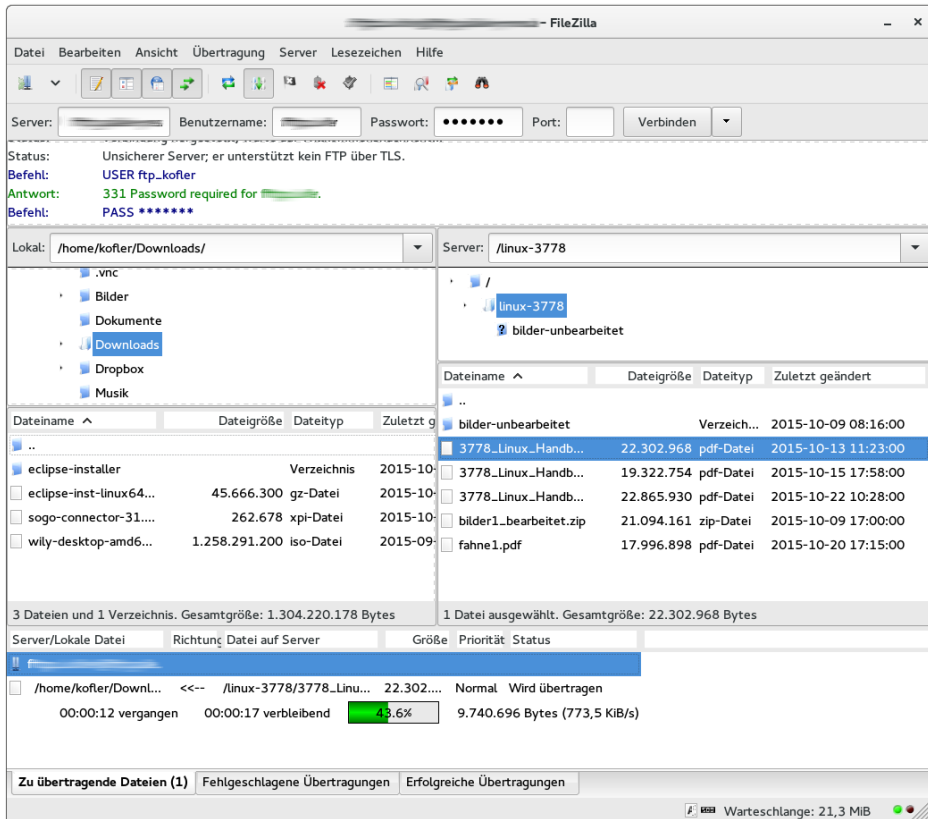 - FileZilla
Datei Bearbeiten Ansicht Übertragung Server Lesezeichen Hilfe
Server: Benutzername: Passwort: ●●●●●●● Port: Verbinden
Status: Unsicherer Server; er unterstützt kein FTP über TLS.
Befehl: USER ftp_kofler
Antwort: 331 Password required for .
Befehl: PASS *******
Lokal: /home/kofler/Downloads/
.vnc
Bilder
Dokumente
Downloads
Dropbox
Musik
Dateiname Dateigröße Dateityp Zuletzt g
..
eclipse-installer Verzeichnis 2015-10-
eclipse-inst-linux64... 45.666.300 gz-Datei 2015-10-
sogo-connector-31.... 262.678 xpi-Datei 2015-10-
wily-desktop-amd6... 1.258.291.200 iso-Datei 2015-09-
3 Dateien und 1 Verzeichnis. Gesamtgröße: 1.304.220.178 Bytes
Server: /linux-3778
/
linux-3778
bilder-unbearbeitet
Dateiname Dateigröße Dateityp Zuletzt geändert
..
bilder-unbearbeitet Verzeich... 2015-10-09 08:16:00
3778_Linux_Handb... 22.302.968 pdf-Datei 2015-10-13 11:23:00
3778_Linux_Handb... 19.322.754 pdf-Datei 2015-10-15 17:58:00
3778_Linux_Handb... 22.865.930 pdf-Datei 2015-10-22 10:28:00
bilder1_bearbeitet.zip 21.094.161 zip-Datei 2015-10-09 17:00:00
fahne1.pdf 17.996.898 pdf-Datei 2015-10-20 17:15:00
1 Datei ausgewählt. Gesamtgröße: 22.302.968 Bytes
Server/Lokale Datei Richtung Datei auf Server Größe Priorität Status
/home/kofler/Downl... <<-- /linux-3778/3778_Linu... 22.302.... Normal Wird übertragen
00:00:12 vergangen 00:00:17 verbleibend 43.6% 9.740.696 Bytes (773,5 KiB/s)
Zu übertragende Dateien (1) Fehlgeschlagene Übertragungen Erfolgreiche Übertragungen
Warteschlange: 21,3 MiB